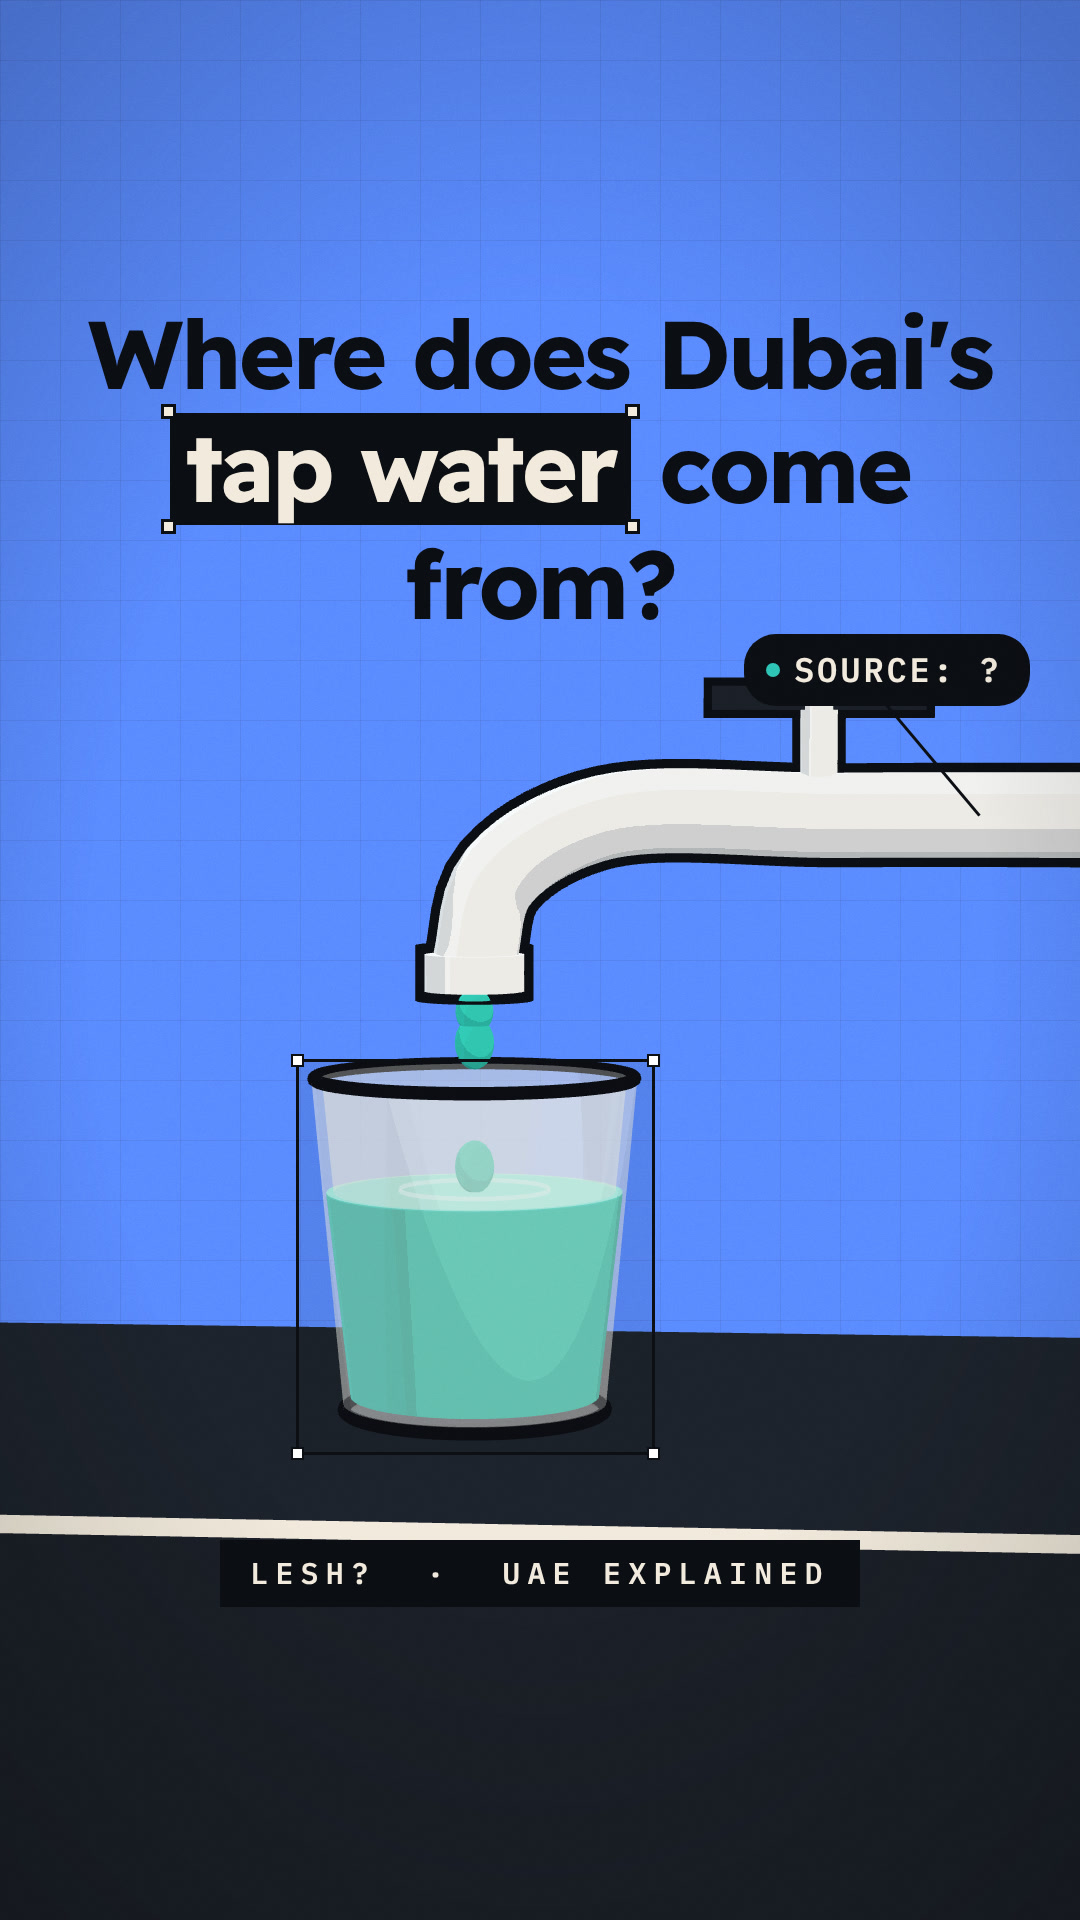 Where does Dubai's
tap water come
from?
SOURCE: ?
LESH? · UAE EXPLAINED